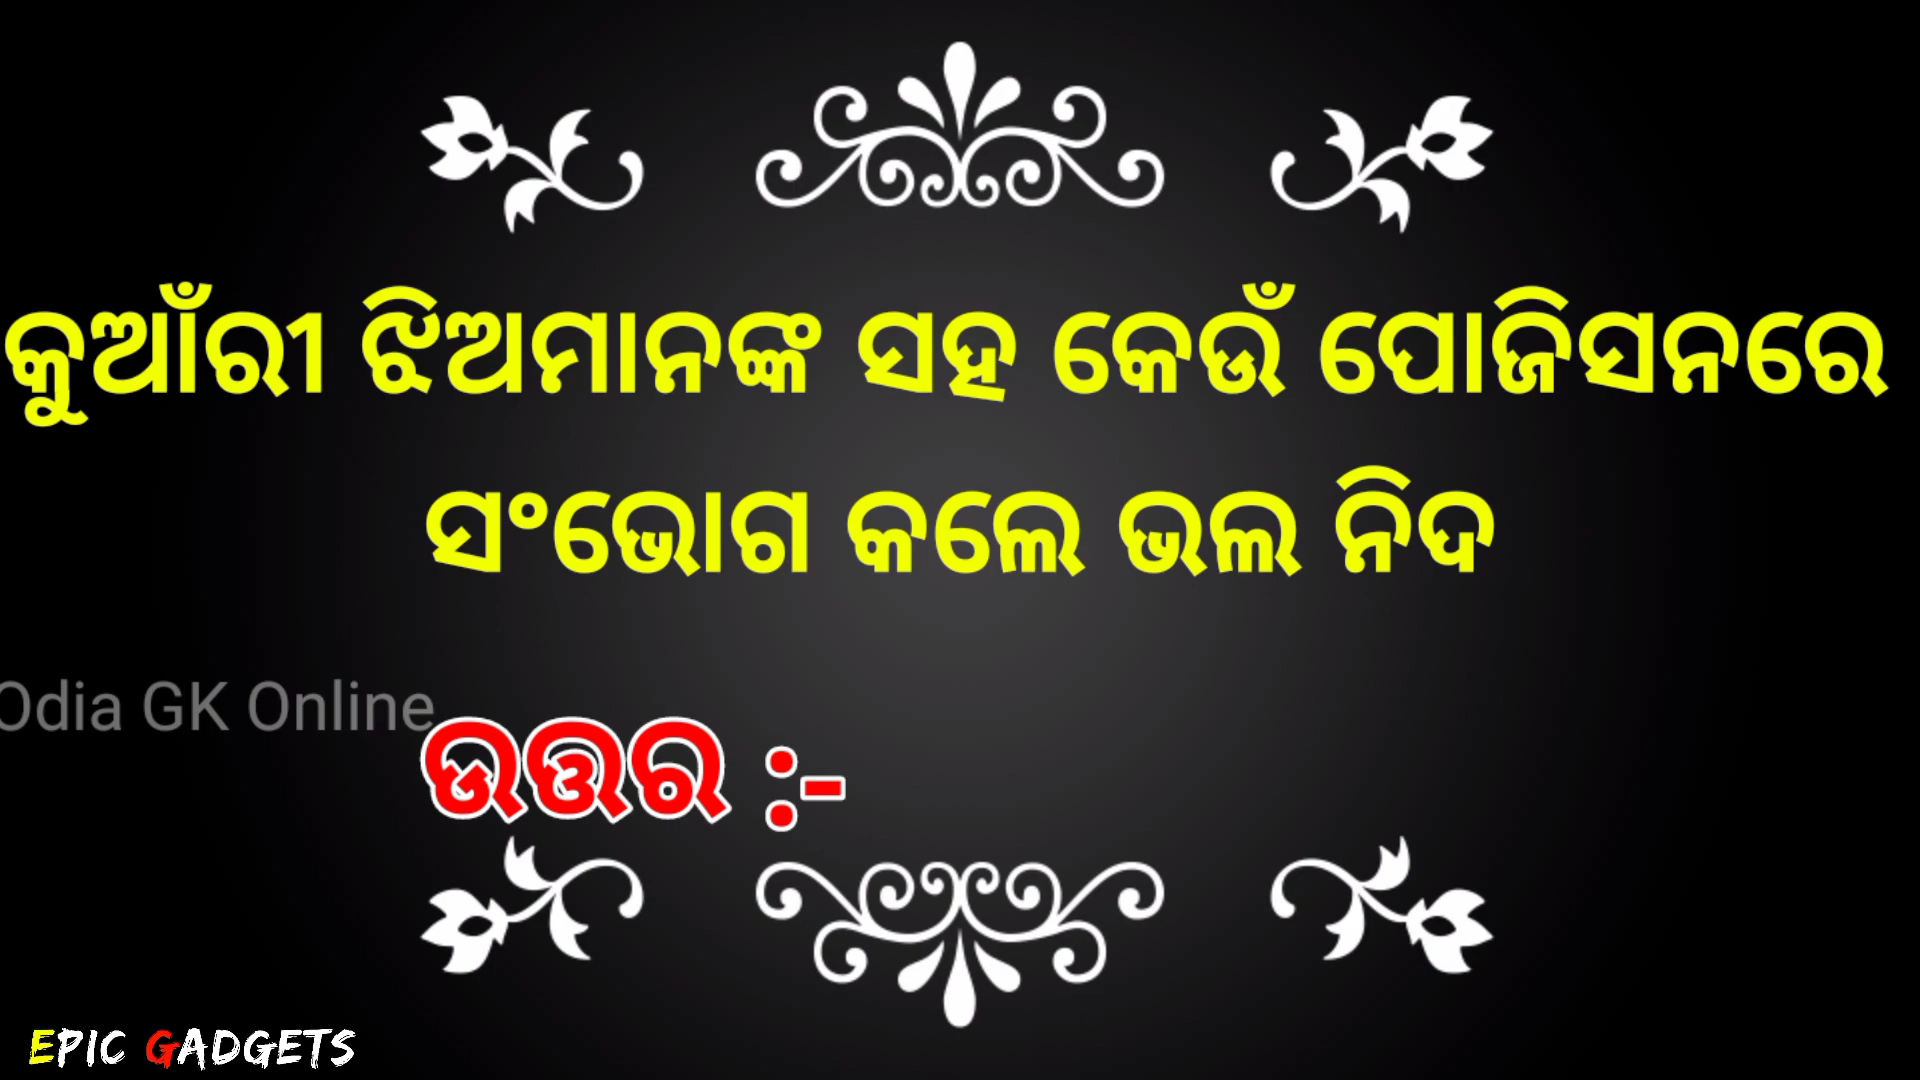 କୁଆଁରୀ ଝିଅମାନଙ୍କ ସହ କେଉଁ ପୋଜିସନରେ
ସଂଭୋଗ କଲେ ଭଲ ନିଦ
Odia GK Online
ଉତ୍ତର :-
EPIC GADGETS